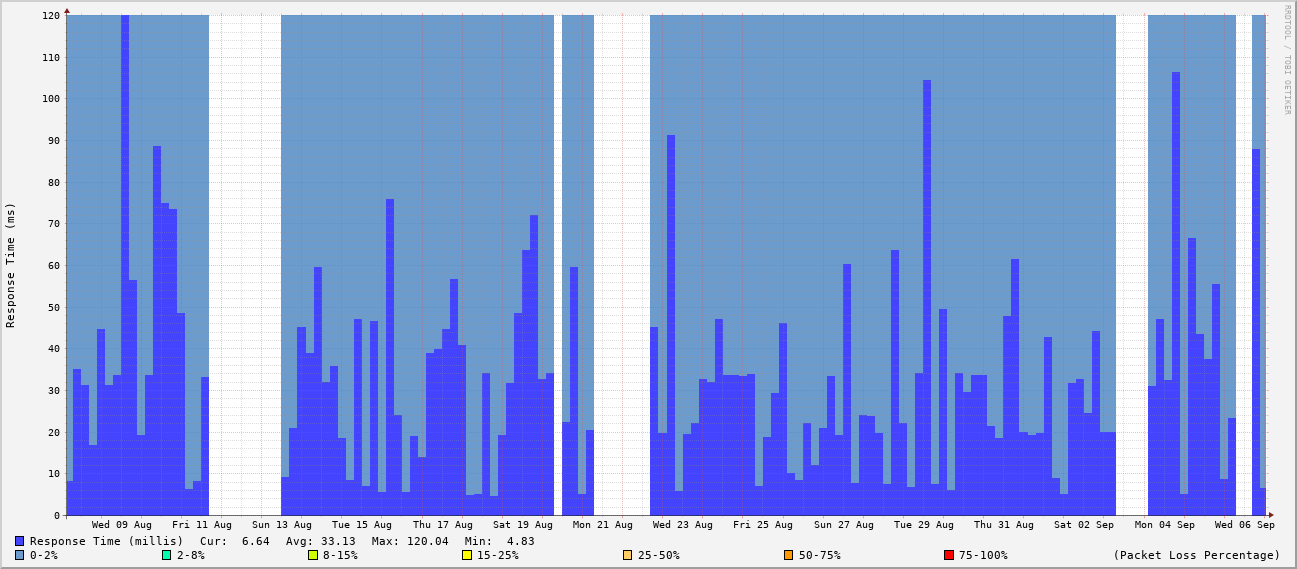 120
110
100
90
80
70
60
50
40
30
20
10
0
Response Time (ms)
RRDTOOL / TOBI OETIKER
Wed 09 Aug Fri 11 Aug Sun 13 Aug Tue 15 Aug Thu 17 Aug Sat 19 Aug Mon 21 Aug Wed 23 Aug Fri 25 Aug Sun 27 Aug Tue 29 Aug Thu 31 Aug Sat 02 Sep Mon 04 Sep Wed 06 Sep
Response Time (millis) Cur: 6.64 Avg: 33.13 Max: 120.04 Min: 4.83
0-2% 2-8% 8-15% 15-25% 25-50% 50-75% 75-100% (Packet Loss Percentage)